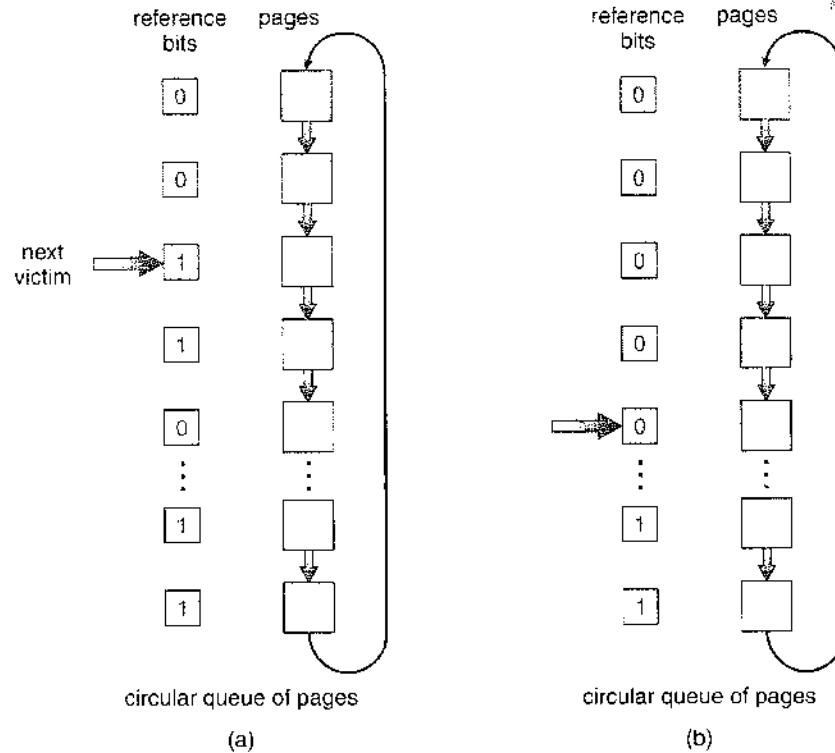 reference bits
pages
0
0
next victim
1
1
0
1
1
circular queue of pages
(a)
reference bits
pages
0
0
0
0
0
1
1
circular queue of pages
(b)